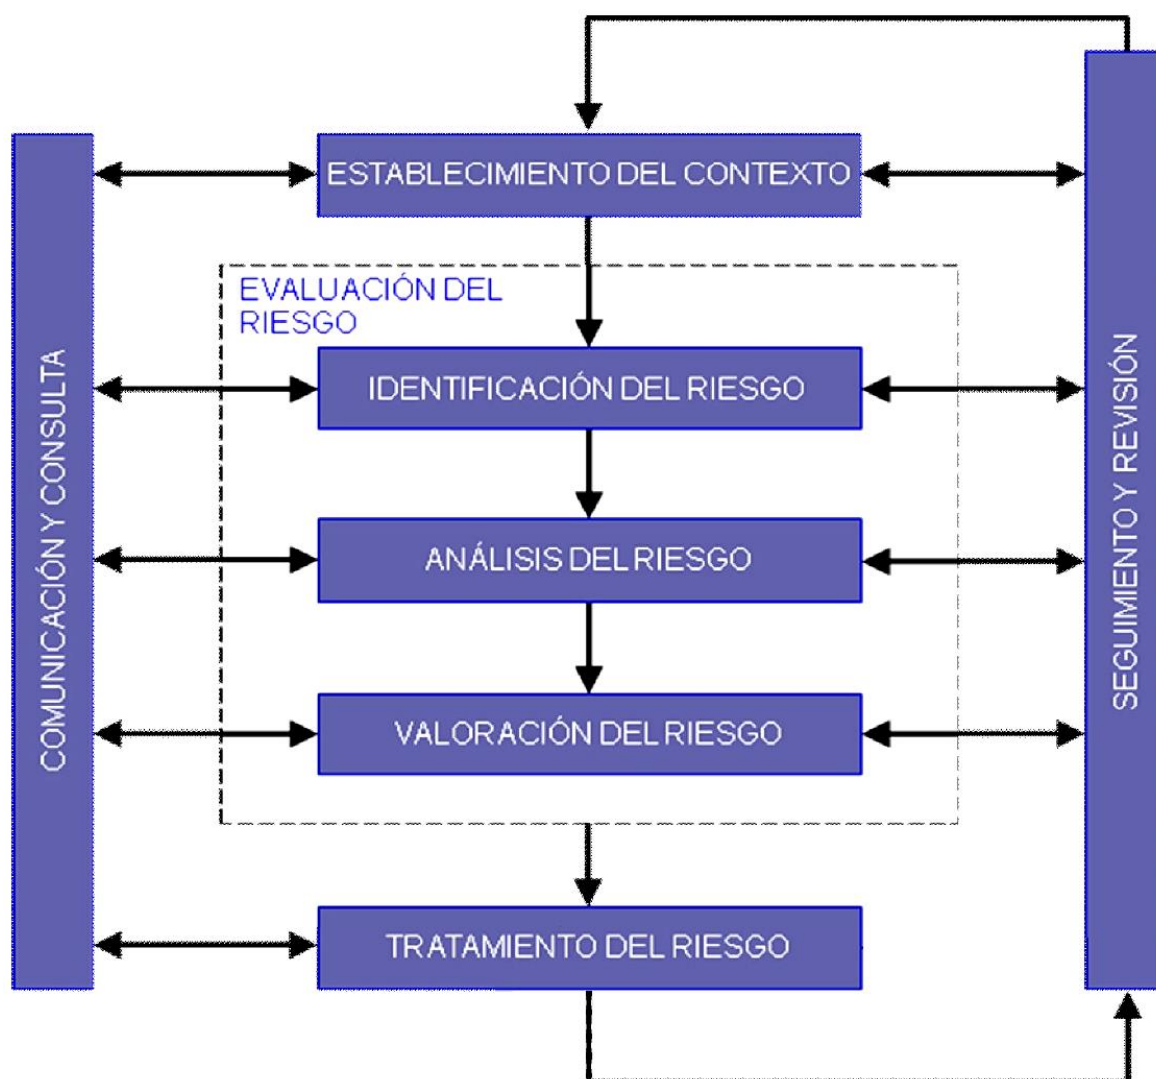 ESTABLECIMIENTO DEL CONTEXTO
EVALUACIÓN DEL
RIESGO
IDENTIFICACIÓN DEL RIESGO
ANÁLISIS DEL RIESGO
VALORACIÓN DEL RIESGO
TRATAMIENTO DEL RIESGO
COMUNICACIÓN Y CONSULTA
SEGUIMIENTO Y REVISIÓN